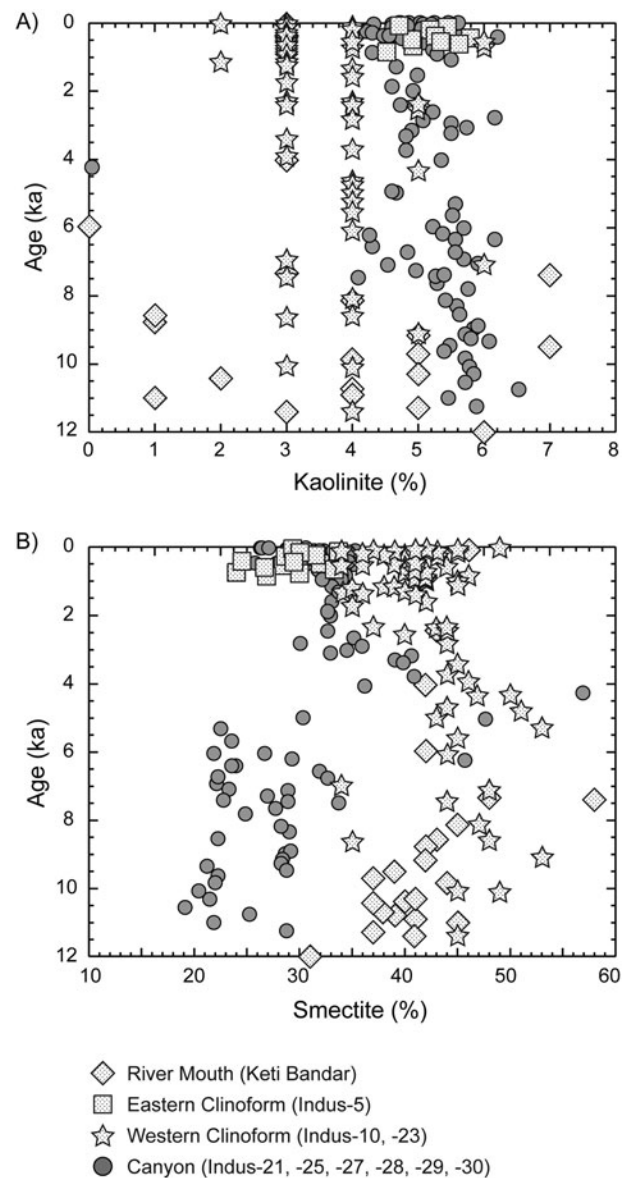 A)
0
2
4
6
8
10
12
Age (ka)
0 1 2 3 4 5 6 7 8
Kaolinite (%)
B)
0
2
4
6
8
10
12
Age (ka)
10 20 30 40 50 60
Smectite (%)
River Mouth (Keti Bandar)
Eastern Clinoform (Indus-5)
Western Clinoform (Indus-10, -23)
Canyon (Indus-21, -25, -27, -28, -29, -30)